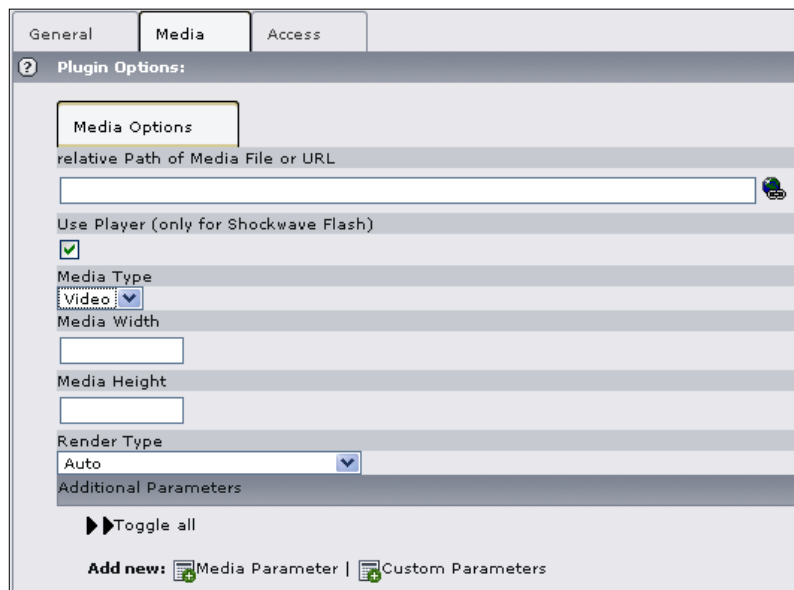 General Media Access
? Plugin Options:
Media Options
relative Path of Media File or URL
Use Player (only for Shockwave Flash)
Media Type
Video
Media Width
Media Height
Render Type
Auto
Additional Parameters
Toggle all
Add new: Media Parameter | Custom Parameters